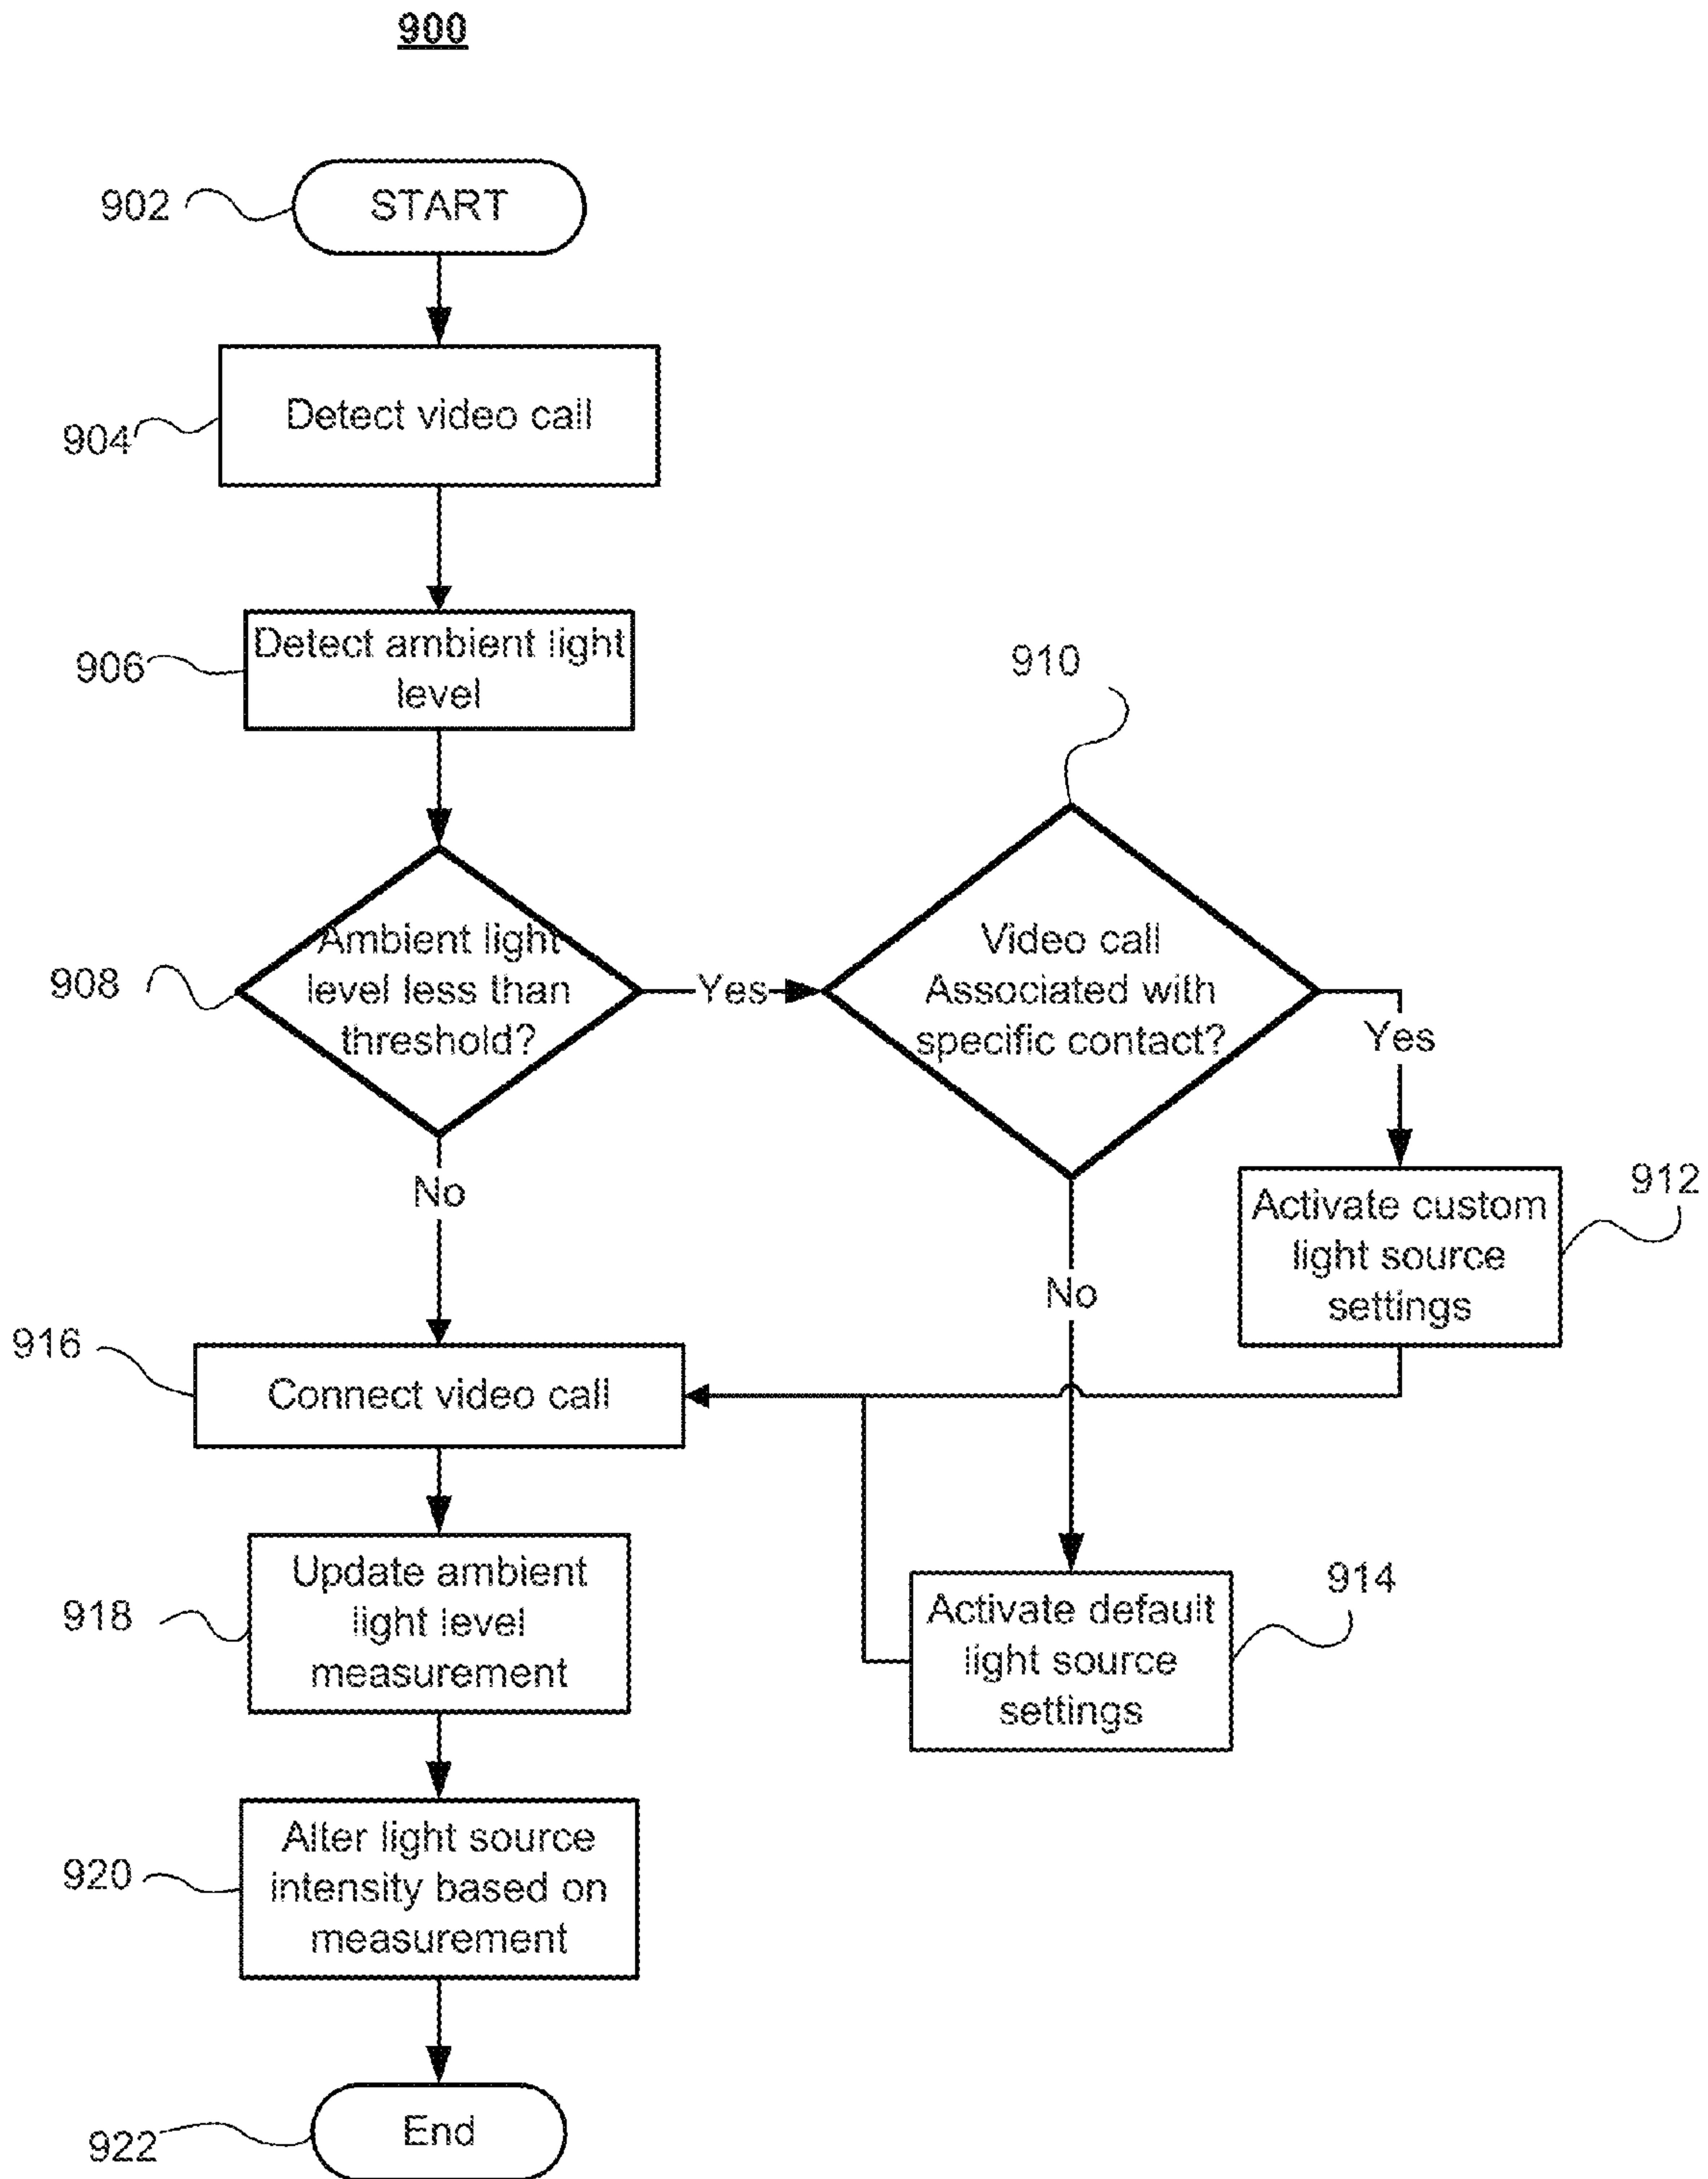 900
902
START
904
Detect video call
906
Detect ambient light
level
910
908
Ambient light
level less than
threshold?
Yes
Video call
Associated with
specific contact?
Yes
No
912
Activate custom
light source
settings
No
916
Connect video call
918
Update ambient
light level
measurement
914
Activate default
light source
settings
920
Alter light source
intensity based on
measurement
922
End